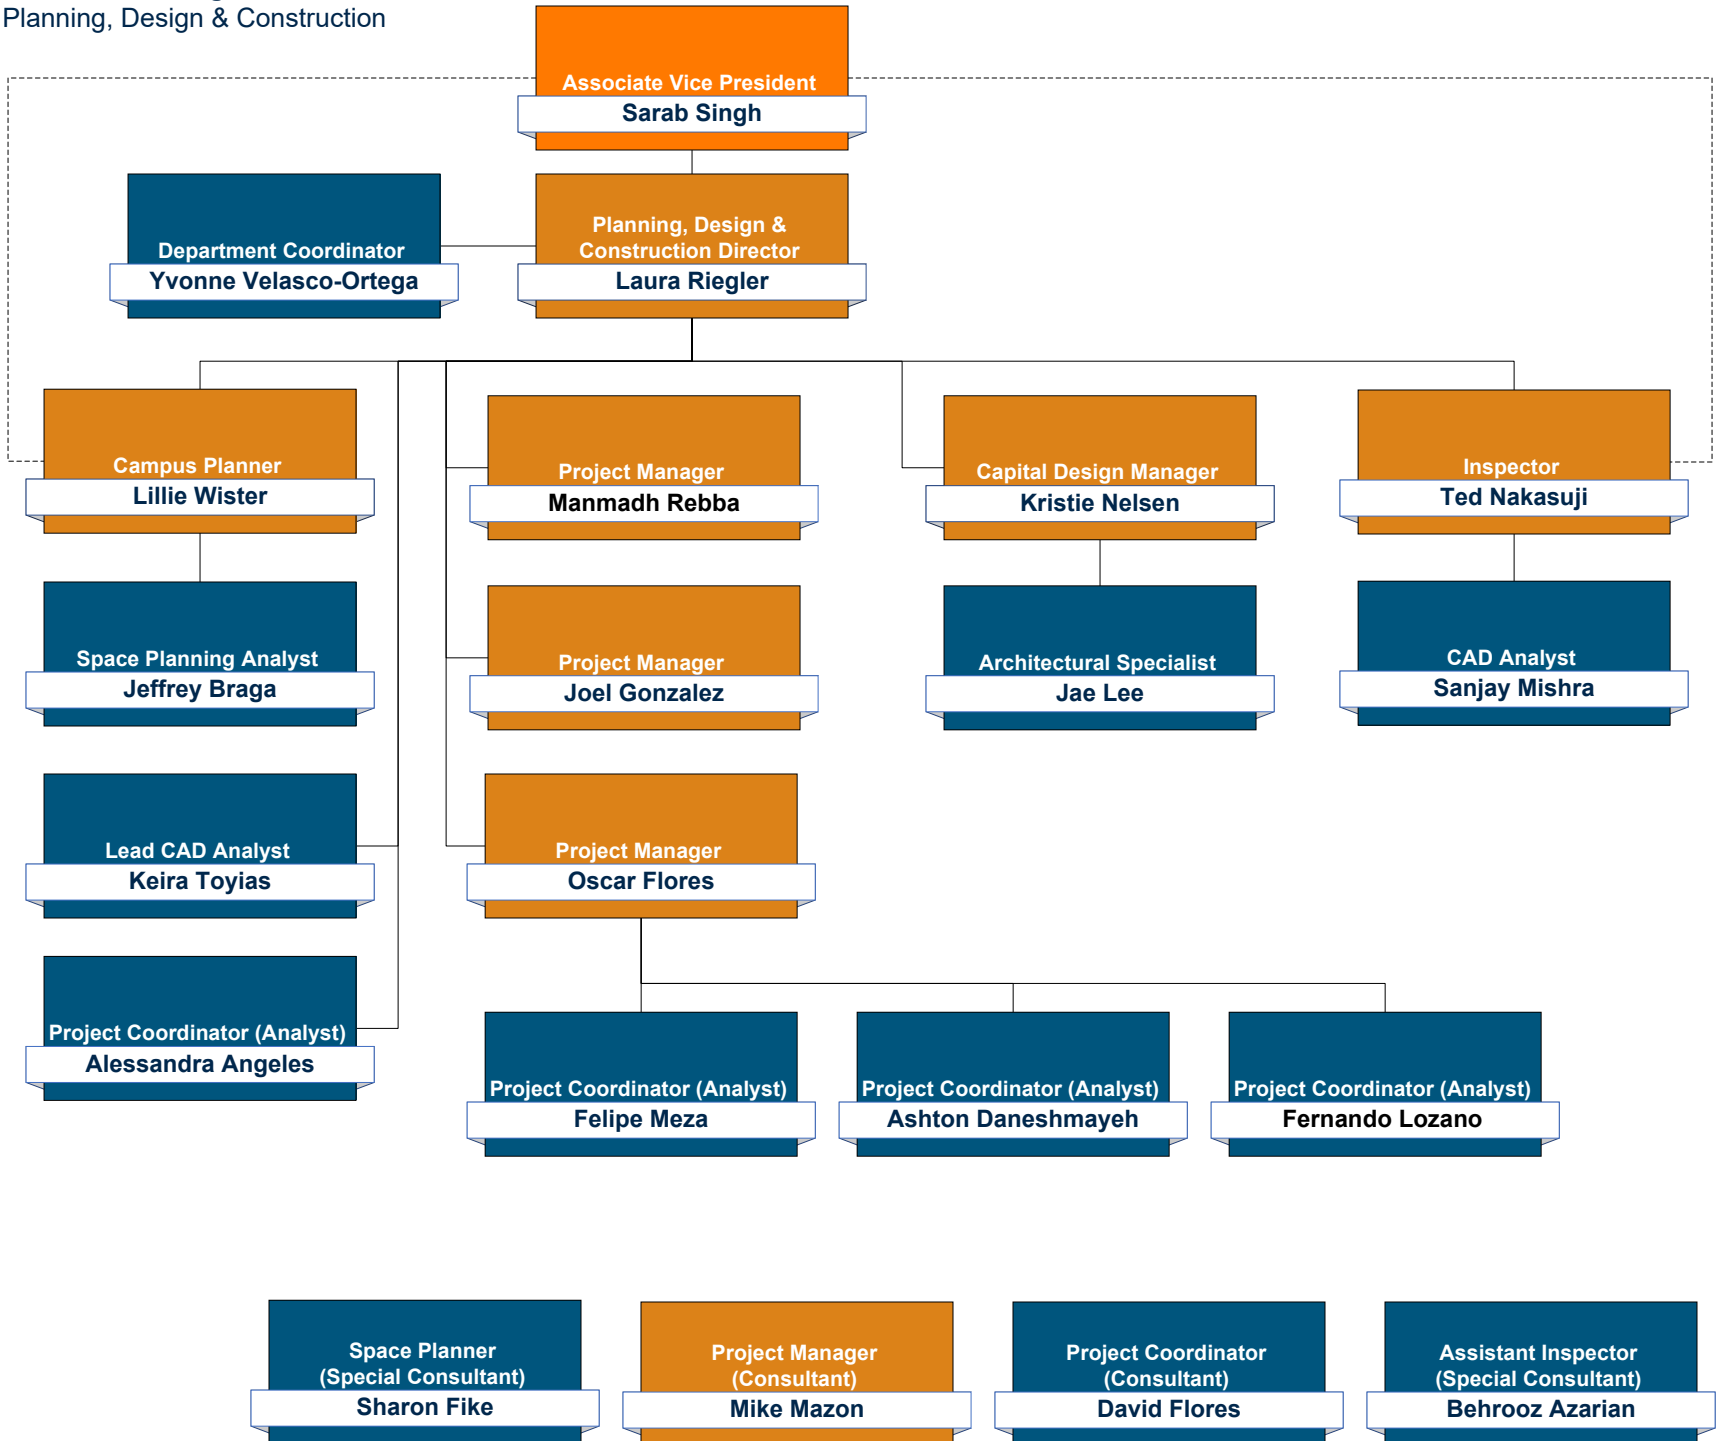 Planning, Design & Construction
Associate Vice President
Sarab Singh
Department Coordinator
Yvonne Velasco-Ortega
Planning, Design &
Construction Director
Laura Riegler
Campus Planner
Lillie Wister
Project Manager
Manmadh Rebba
Capital Design Manager
Kristie Nelsen
Inspector
Ted Nakasuji
Space Planning Analyst
Jeffrey Braga
Project Manager
Joel Gonzalez
Architectural Specialist
Jae Lee
CAD Analyst
Sanjay Mishra
Lead CAD Analyst
Keira Toyias
Project Manager
Oscar Flores
Project Coordinator (Analyst)
Alessandra Angeles
Project Coordinator (Analyst)
Felipe Meza
Project Coordinator (Analyst)
Ashton Daneshmayeh
Project Coordinator (Analyst)
Fernando Lozano
Space Planner
(Special Consultant)
Sharon Fike
Project Manager
(Consultant)
Mike Mazon
Project Coordinator
(Consultant)
David Flores
Assistant Inspector
(Special Consultant)
Behrooz Azarian